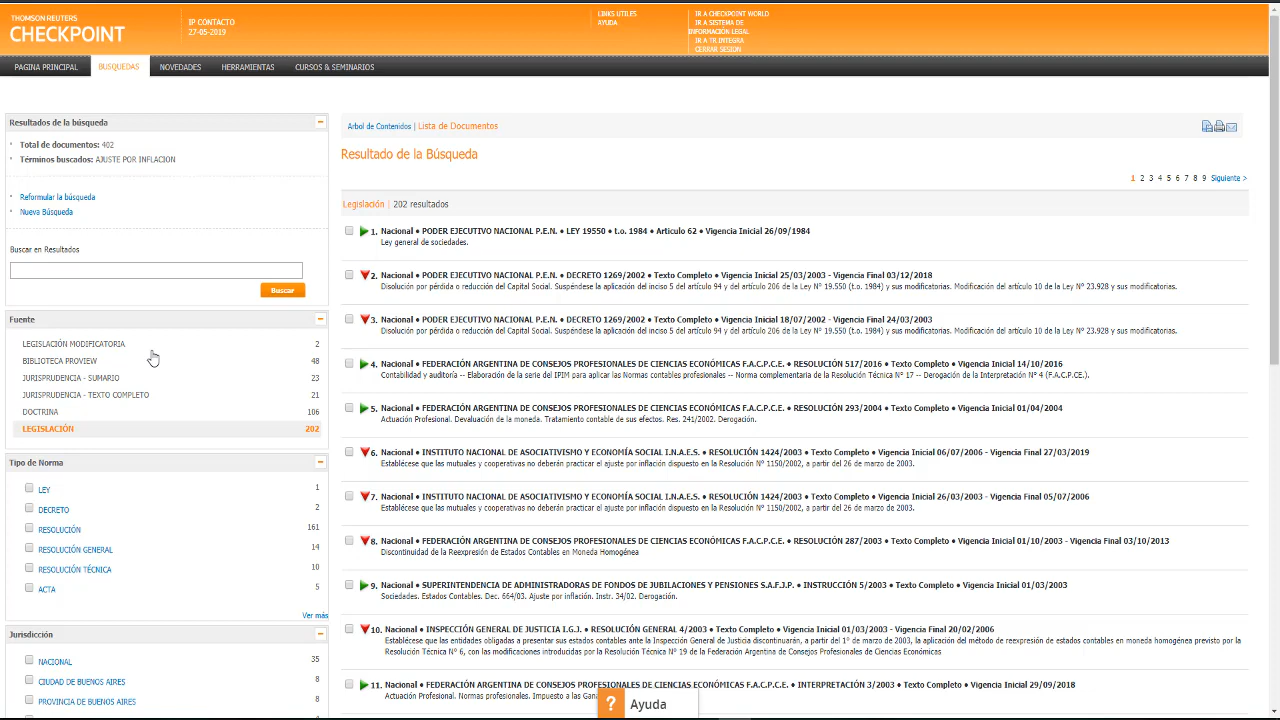 THOMSON REUTERS
CHECKPOINT
IP CONTACTO
27-05-2019
LINKS UTILES
AYUDA
IR A CHECKPOINT WORLD
IR A SISTEMA DE
INFORMACIÓN LEGAL
IR A TR INTEGRA
CERRAR SESION
PAGINA PRINCIPAL
BUSQUEDAS
NOVEDADES
HERRAMIENTAS
CURSOS & SEMINARIOS
Resultados de la búsqueda
Total de documentos: 402
Términos buscados: AJUSTE POR INFLACION
Reformular la búsqueda
Nueva Búsqueda
Buscar en Resultados
Buscar
Fuente
LEGISLACIÓN MODIFICATORIA 2
BIBLIOTECA PROVIEW 48
JURISPRUDENCIA - SUMARIO 23
JURISPRUDENCIA - TEXTO COMPLETO 21
DOCTRINA 106
LEGISLACIÓN 202
Tipo de Norma
LEY 1
DECRETO 2
RESOLUCIÓN 161
RESOLUCIÓN GENERAL 14
RESOLUCIÓN TÉCNICA 10
ACTA 5
Ver más
Jurisdicción
NACIONAL 35
CIUDAD DE BUENOS AIRES 8
PROVINCIA DE BUENOS AIRES 8
Arbol de Contenidos | Lista de Documentos
Resultado de la Búsqueda
1 2 3 4 5 6 7 8 9 Siguiente >
Legislación | 202 resultados
1. Nacional • PODER EJECUTIVO NACIONAL P.E.N. • LEY 19550 • t.o. 1984 • Artículo 62 • Vigencia Inicial 26/09/1984
Ley general de sociedades.
2. Nacional • PODER EJECUTIVO NACIONAL P.E.N. • DECRETO 1269/2002 • Texto Completo • Vigencia Inicial 25/03/2003 - Vigencia Final 03/12/2018
Disolución por pérdida o reducción del Capital Social. Suspéndese la aplicación del inciso 5 del artículo 94 y del artículo 206 de la Ley Nº 19.550 (t.o. 1984) y sus modificatorias. Modificación del artículo 10 de la Ley Nº 23.928 y sus modificatorias.
3. Nacional • PODER EJECUTIVO NACIONAL P.E.N. • DECRETO 1269/2002 • Texto Completo • Vigencia Inicial 18/07/2002 - Vigencia Final 24/03/2003
Disolución por pérdida o reducción del Capital Social. Suspéndese la aplicación del inciso 5 del artículo 94 y del artículo 206 de la Ley Nº 19.550 (t.o. 1984) y sus modificatorias. Modificación del artículo 10 de la Ley Nº 23.928 y sus modificatorias.
4. Nacional • FEDERACIÓN ARGENTINA DE CONSEJOS PROFESIONALES DE CIENCIAS ECONÓMICAS F.A.C.P.C.E. • RESOLUCIÓN 517/2016 • Texto Completo • Vigencia Inicial 14/10/2016
Contabilidad y auditoría -- Elaboración de la serie del IPIM para aplicar las Normas contables profesionales -- Norma complementaria de la Resolución Técnica Nº 17 -- Derogación de la Interpretación Nº 4 (F.A.C.P.CE.).
5. Nacional • FEDERACIÓN ARGENTINA DE CONSEJOS PROFESIONALES DE CIENCIAS ECONÓMICAS F.A.C.P.C.E. • RESOLUCIÓN 293/2004 • Texto Completo • Vigencia Inicial 01/04/2004
Actuación Profesional. Devaluación de la moneda. Tratamiento contable de sus efectos. Res. 241/2002. Derogación.
6. Nacional • INSTITUTO NACIONAL DE ASOCIATIVISMO Y ECONOMÍA SOCIAL I.N.A.E.S. • RESOLUCIÓN 1424/2003 • Texto Completo • Vigencia Inicial 06/07/2006 - Vigencia Final 27/03/2019
Establécese que las mutuales y cooperativas no deberán practicar el ajuste por inflación dispuesto en la Resolución Nº 1150/2002, a partir del 26 de marzo de 2003.
7. Nacional • INSTITUTO NACIONAL DE ASOCIATIVISMO Y ECONOMÍA SOCIAL I.N.A.E.S. • RESOLUCIÓN 1424/2003 • Texto Completo • Vigencia Inicial 26/03/2003 - Vigencia Final 05/07/2006
Establécese que las mutuales y cooperativas no deberán practicar el ajuste por inflación dispuesto en la Resolución Nº 1150/2002, a partir del 26 de marzo de 2003.
8. Nacional • FEDERACIÓN ARGENTINA DE CONSEJOS PROFESIONALES DE CIENCIAS ECONÓMICAS F.A.C.P.C.E. • RESOLUCIÓN 287/2003 • Texto Completo • Vigencia Inicial 01/10/2003 - Vigencia Final 03/10/2013
Discontinuidad de la Reexpresión de Estados Contables en Moneda Homogénea
9. Nacional • SUPERINTENDENCIA DE ADMINISTRADORAS DE FONDOS DE JUBILACIONES Y PENSIONES S.A.F.J.P. • INSTRUCCIÓN 5/2003 • Texto Completo • Vigencia Inicial 01/03/2003
Sociedades. Estados Contables. Dec. 664/03. Ajuste por inflación. Instr. 34/02. Derogación.
10. Nacional • INSPECCIÓN GENERAL DE JUSTICIA I.G.J. • RESOLUCIÓN GENERAL 4/2003 • Texto Completo • Vigencia Inicial 01/03/2003 - Vigencia Final 20/02/2006
Establécese que las entidades obligadas a presentar sus estados contables ante la Inspección General de Justicia discontinuarán, a partir del 1° de marzo de 2003, la aplicación del método de reexpresión de estados contables en moneda homogénea previsto por la
Resolución Técnica Nº 6, con las modificaciones introducidas por la Resolución Técnica Nº 19 de la Federación Argentina de Consejos Profesionales de Ciencias Económicas
11. Nacional • FEDERACIÓN ARGENTINA DE CONSEJOS PROFESIONALES DE CIENCIAS ECONÓMICAS F.A.C.P.C.E. • INTERPRETACIÓN 3/2003 • Texto Completo • Vigencia Inicial 29/09/2018
Actuación Profesional. Normas profesionales. Impuesto a las Gan
? Ayuda